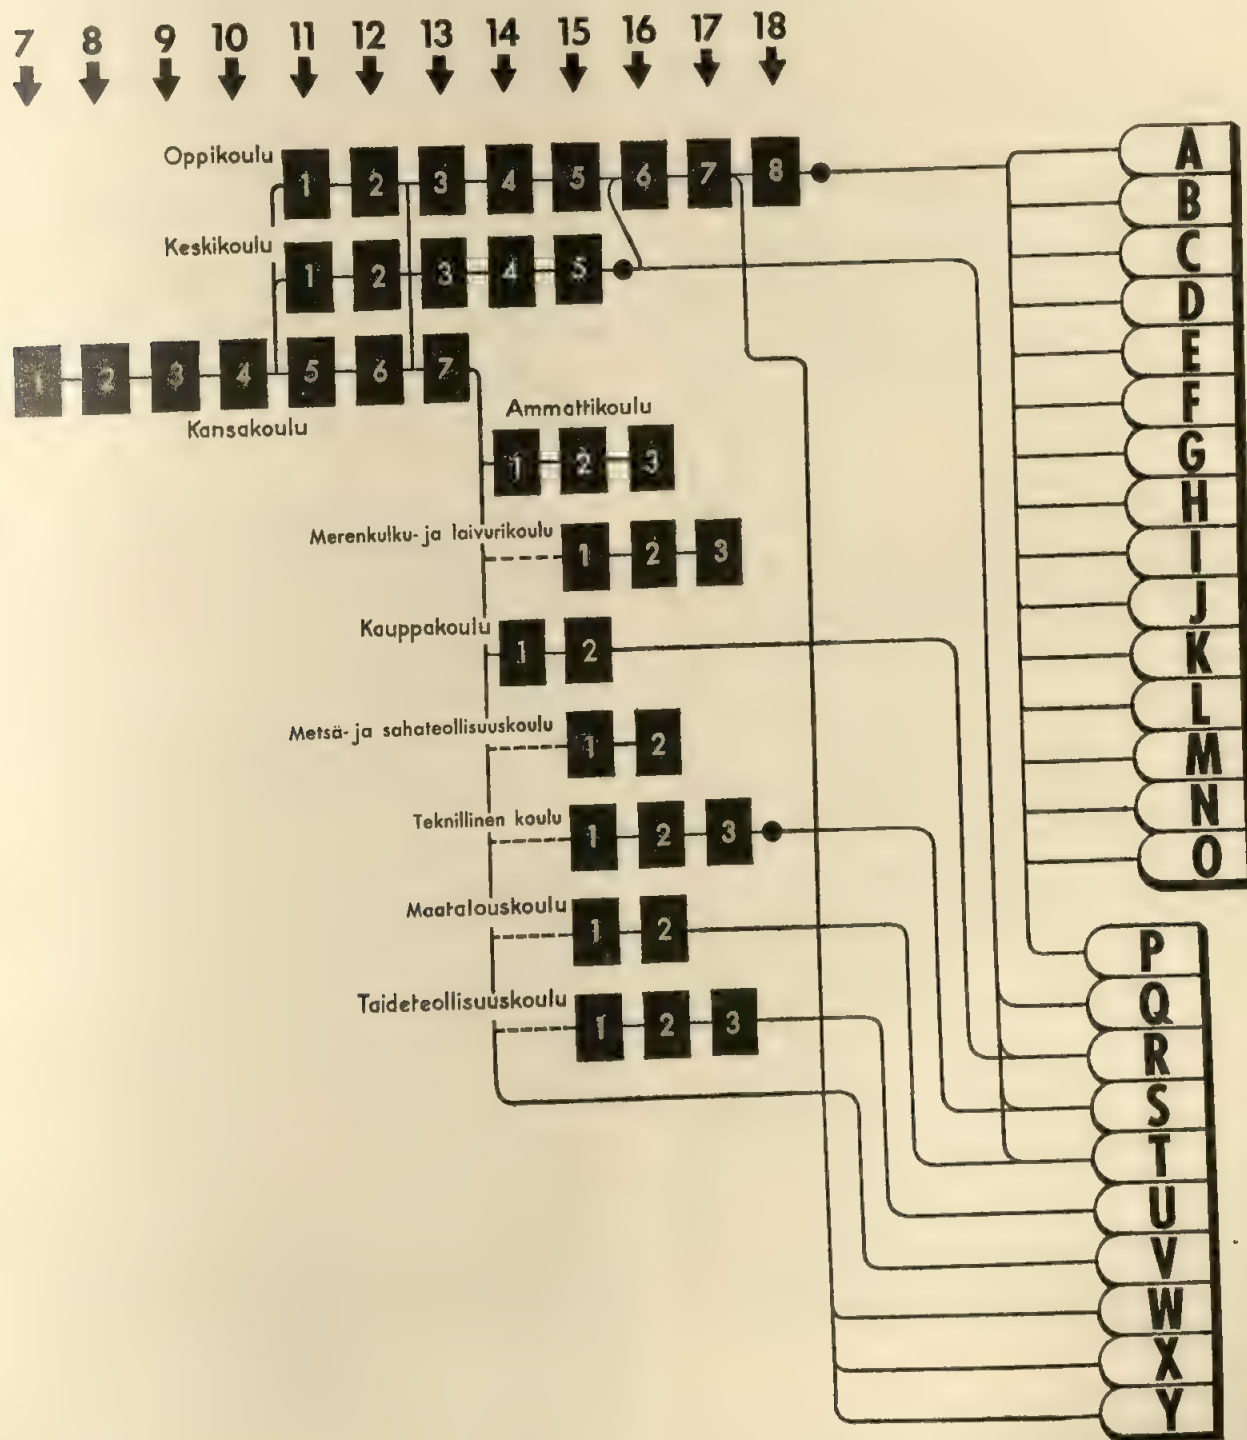 7 8 9 10 11 12 13 14 15 16 17 18
Oppikoulu 1 2 3 4 5 6 7 8
Keskikoulu 1 2 3 4 5
1 2 3 4 5 6 7
Kansakoulu
Ammattikoulu
1 2 3
Merenkulku- ja laivurikoulu 1 2 3
Kauppakoulu 1 2
Metsä- ja sahateollisuuskoulu 1 2
Teknillinen koulu 1 2 3
Maatalouskoulu 1 2
Taideteollisuuskoulu 1 2 3
A
B
C
D
E
F
G
H
I
J
K
L
M
N
O
P
Q
R
S
T
U
V
W
X
Y